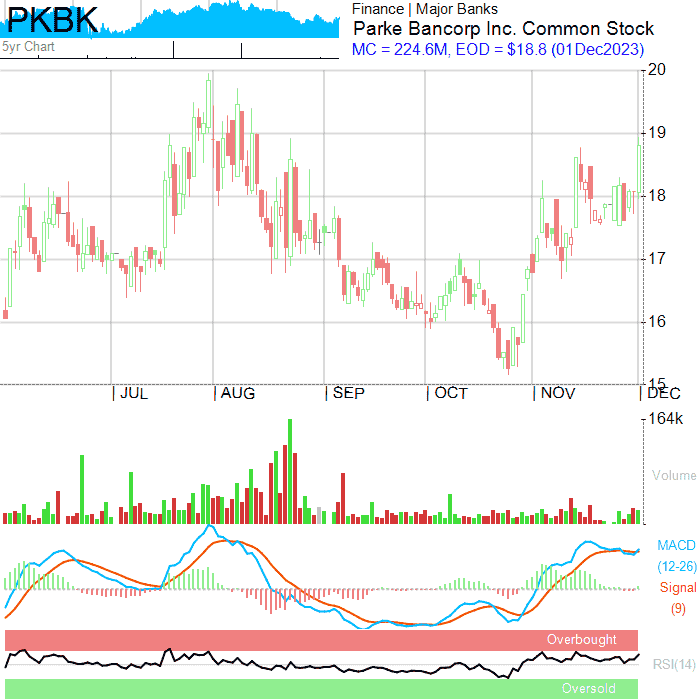 PKBK
5yr Chart
Finance | Major Banks
Parke Bancorp Inc. Common Stock
MC = 224.6M, EOD = $18.8 (01Dec2023)
20
19
18
17
16
15
| JUL | AUG | SEP | OCT | NOV | DEC
164k
Volume
MACD
(12-26)
Signal
(9)
Overbought
RSI(14)
Oversold